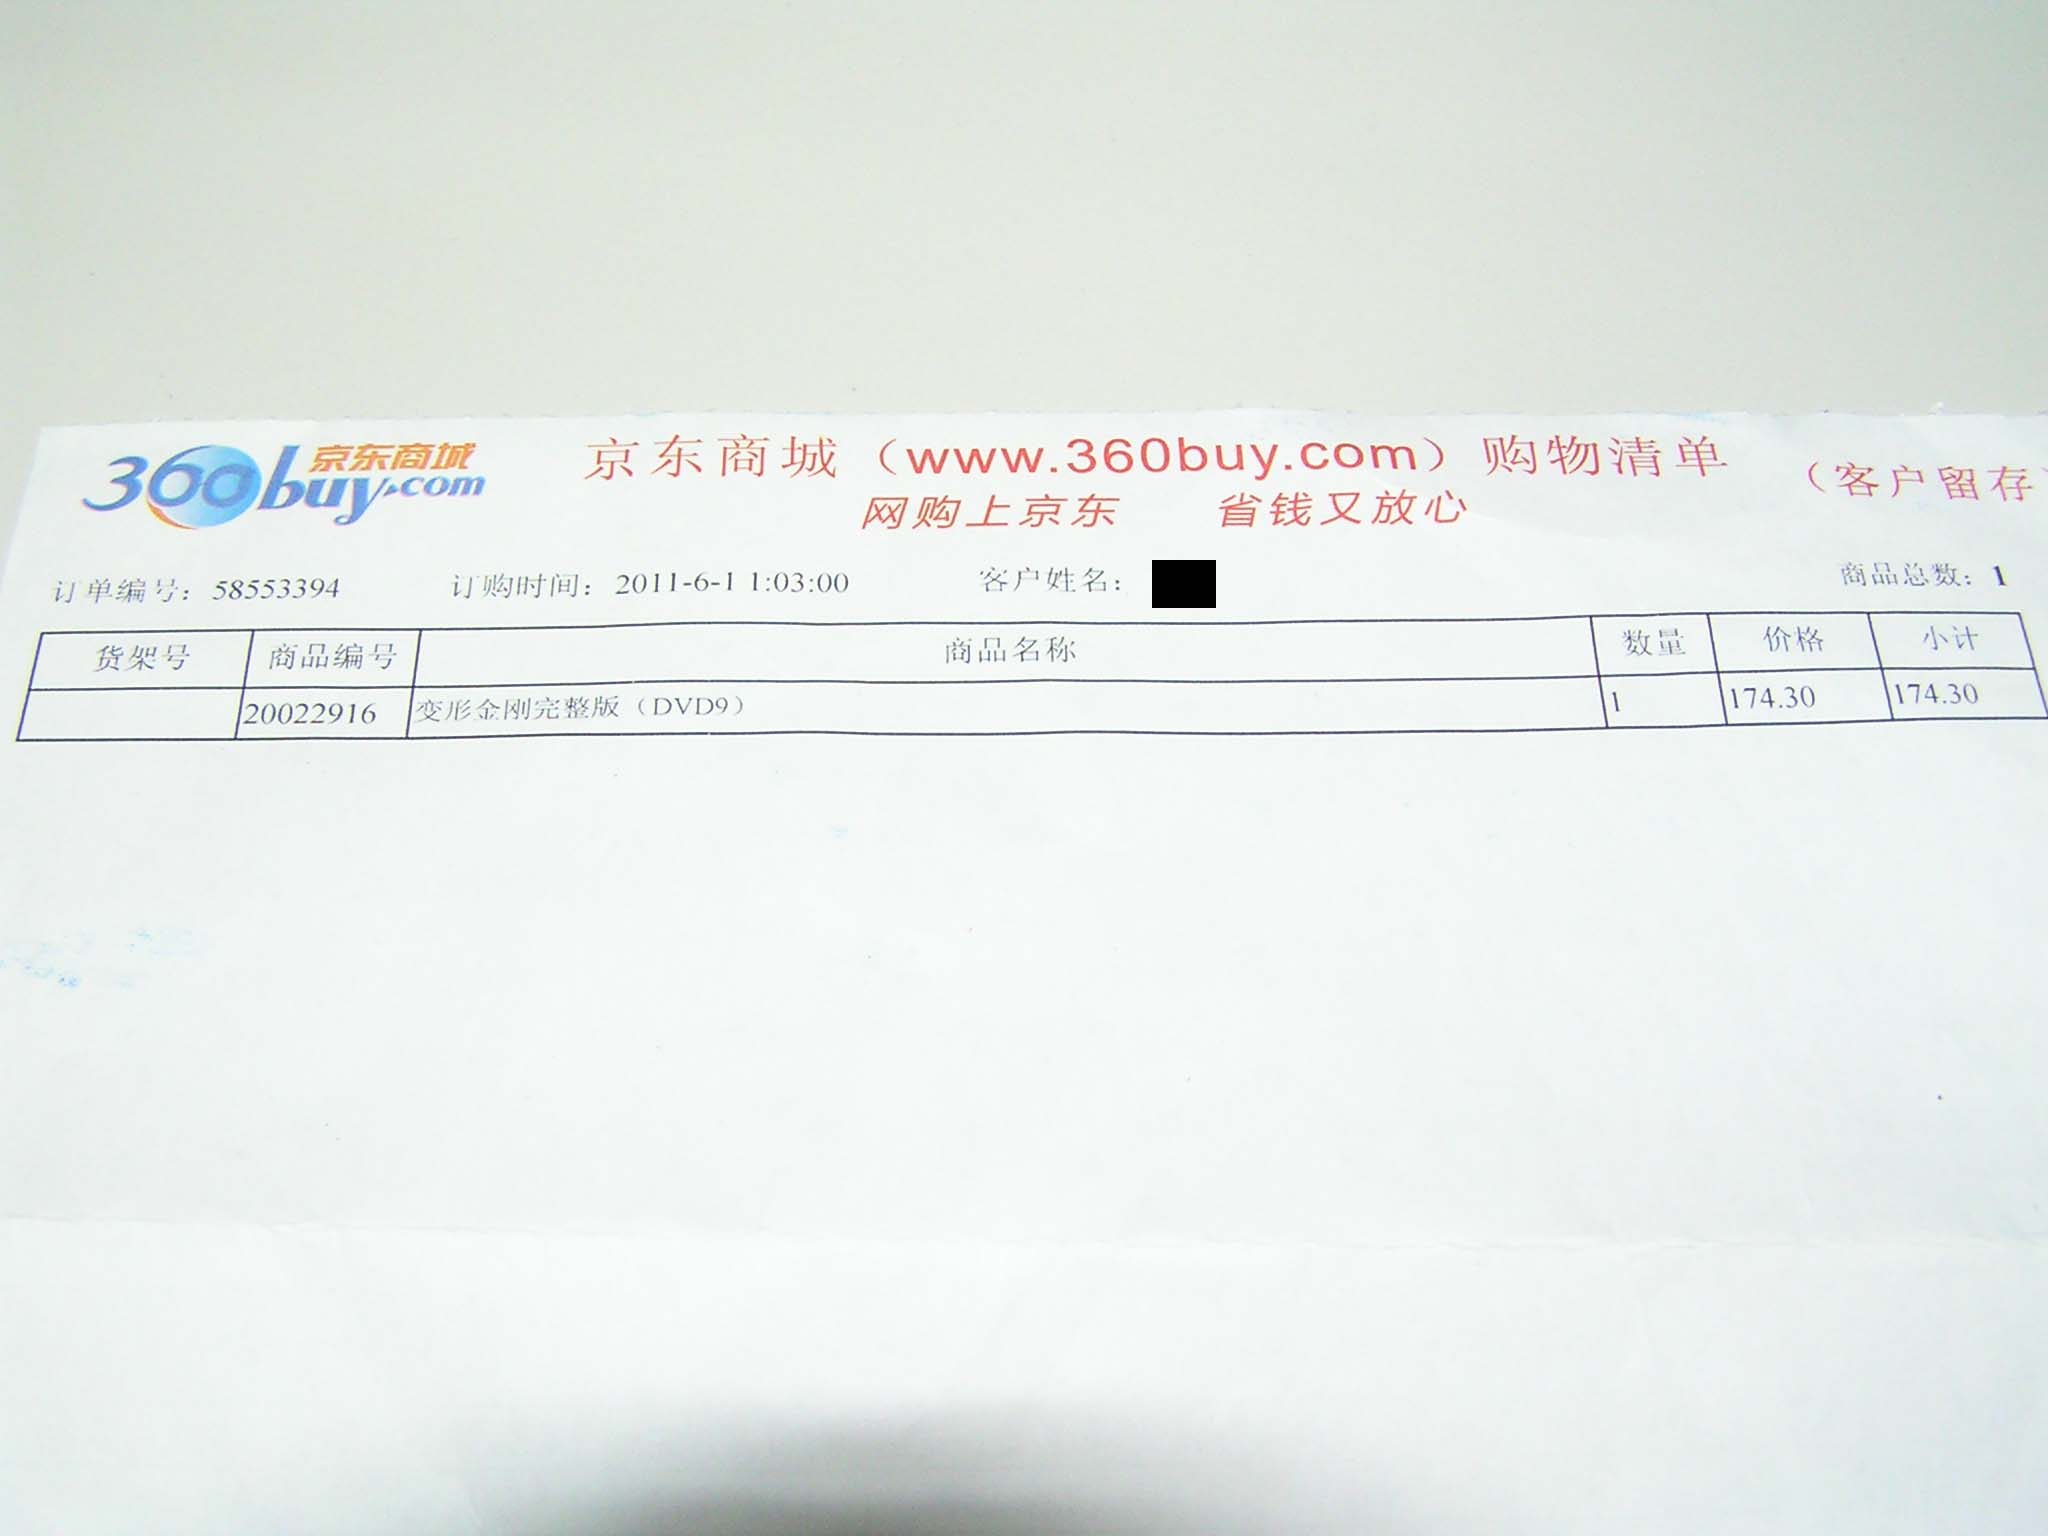 360buy.com 京东商城
京东商城（www.360buy.com）购物清单 （客户留存）
网购上京东 省钱又放心
订单编号：58553394 订购时间：2011-6-1 1:03:00 客户姓名： 商品总数：1
货架号 商品编号 商品名称 数量 价格 小计
20022916 变形金刚完整版（DVD9） 1 174.30 174.30